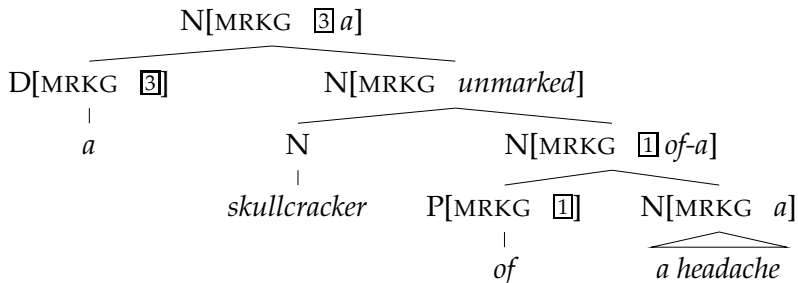 N[MRKG 3 a]
D[MRKG 3] N[MRKG unmarked]
a N N[MRKG 1 of-a]
skullcracker P[MRKG 1] N[MRKG a]
of a headache